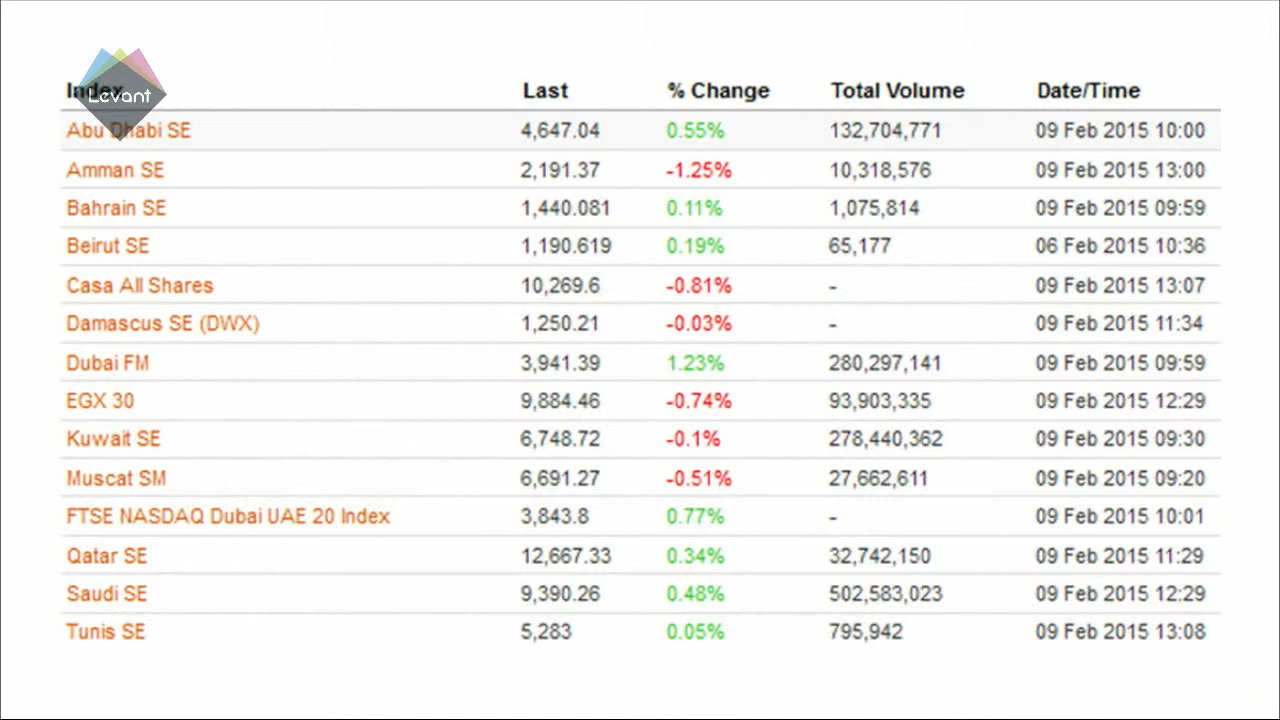 Index Last % Change Total Volume Date/Time
Levant
Abu Dhabi SE 4,647.04 0.55% 132,704,771 09 Feb 2015 10:00
Amman SE 2,191.37 -1.25% 10,318,576 09 Feb 2015 13:00
Bahrain SE 1,440.081 0.11% 1,075,814 09 Feb 2015 09:59
Beirut SE 1,190.619 0.19% 65,177 06 Feb 2015 10:36
Casa All Shares 10,269.6 -0.81% - 09 Feb 2015 13:07
Damascus SE (DWX) 1,250.21 -0.03% - 09 Feb 2015 11:34
Dubai FM 3,941.39 1.23% 280,297,141 09 Feb 2015 09:59
EGX 30 9,884.46 -0.74% 93,903,335 09 Feb 2015 12:29
Kuwait SE 6,748.72 -0.1% 278,440,362 09 Feb 2015 09:30
Muscat SM 6,691.27 -0.51% 27,662,611 09 Feb 2015 09:20
FTSE NASDAQ Dubai UAE 20 Index 3,843.8 0.77% - 09 Feb 2015 10:01
Qatar SE 12,667.33 0.34% 32,742,150 09 Feb 2015 11:29
Saudi SE 9,390.26 0.48% 502,583,023 09 Feb 2015 12:29
Tunis SE 5,283 0.05% 795,942 09 Feb 2015 13:08